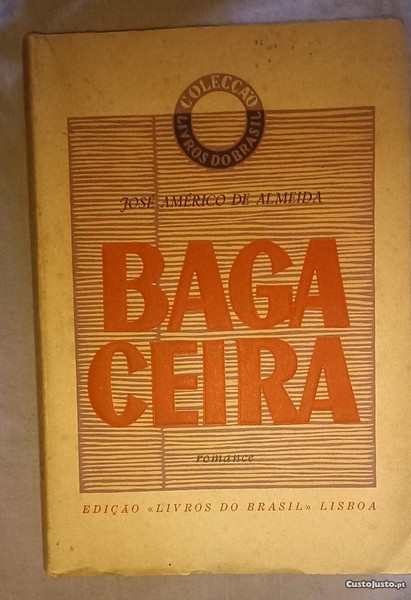 COLECÇÃO
LIVROS DO BRASIL
JOSÉ AMÉRICO DE ALMEIDA
BAGA
CEIRA
romance
EDIÇÃO «LIVROS DO BRASIL» LISBOA
CustoJusto.pt